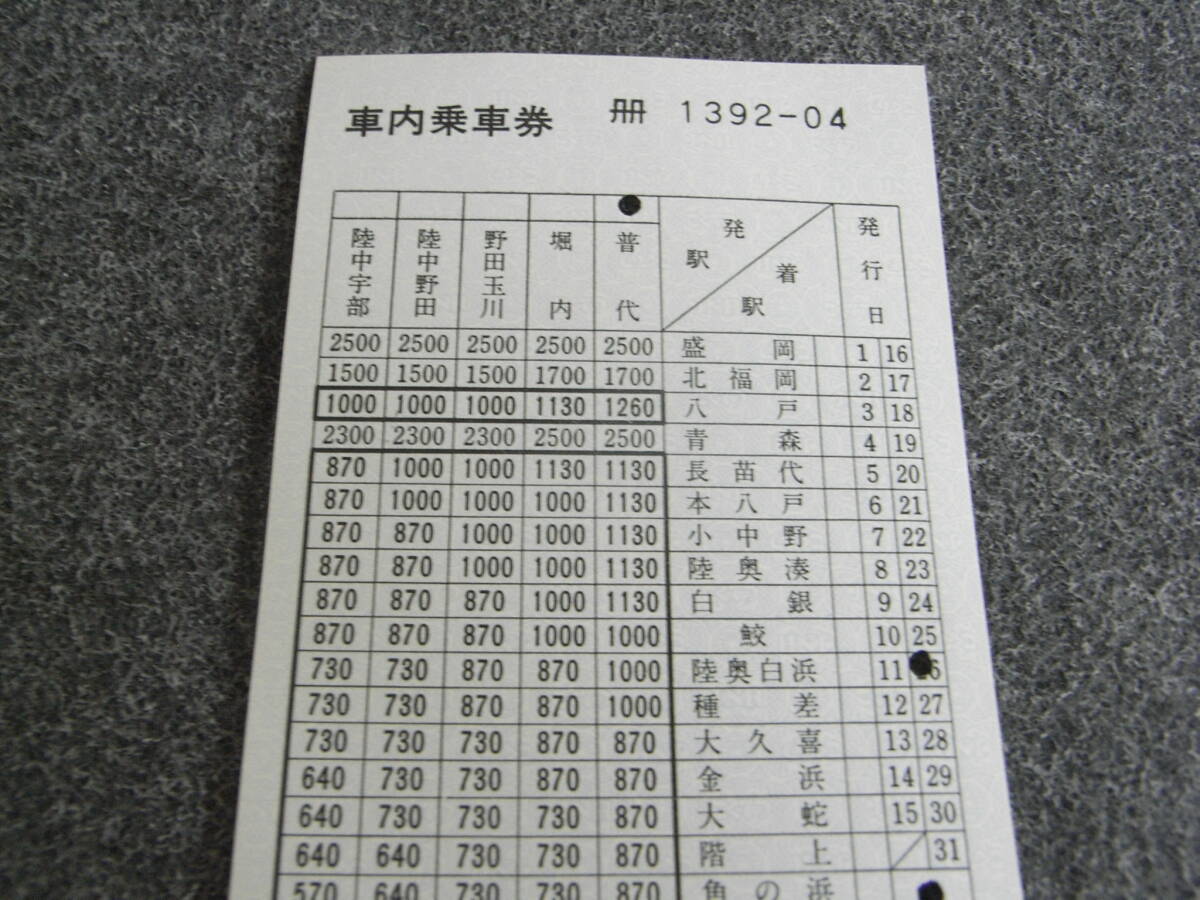 車内乗車券 冊 1392-04
陸中宇部 陸中野田 野田玉川 堀内 普代 発駅 着駅 発行日
2500 2500 2500 2500 2500 盛岡 1 16
1500 1500 1500 1700 1700 北福岡 2 17
1000 1000 1000 1130 1260 八戸 3 18
2300 2300 2300 2500 2500 青森 4 19
870 1000 1000 1130 1130 長苗代 5 20
870 1000 1000 1000 1130 本八戸 6 21
870 870 1000 1000 1130 小中野 7 22
870 870 1000 1000 1130 陸奥湊 8 23
870 870 870 1000 1130 白銀 9 24
870 870 870 1000 1000 鮫 10 25
730 730 870 870 1000 陸奥白浜 11
730 730 870 870 1000 種差 12 27
730 730 730 870 870 大久喜 13 28
640 730 730 870 870 金浜 14 29
640 730 730 730 870 大蛇 15 30
640 640 730 730 870 階上 31
570 640 730 730 870 角の浜